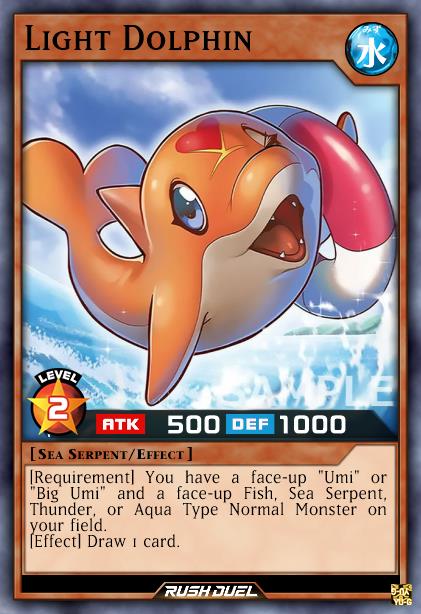 LIGHT DOLPHIN
みず
水
SAMPLE
LEVEL
2
ATK 500 DEF 1000
[SEA SERPENT/EFFECT]
[Requirement] You have a face-up "Umi" or
"Big Umi" and a face-up Fish, Sea Serpent,
Thunder, or Aqua Type Normal Monster on
your field.
[Effect] Draw 1 card.
RUSH DUEL